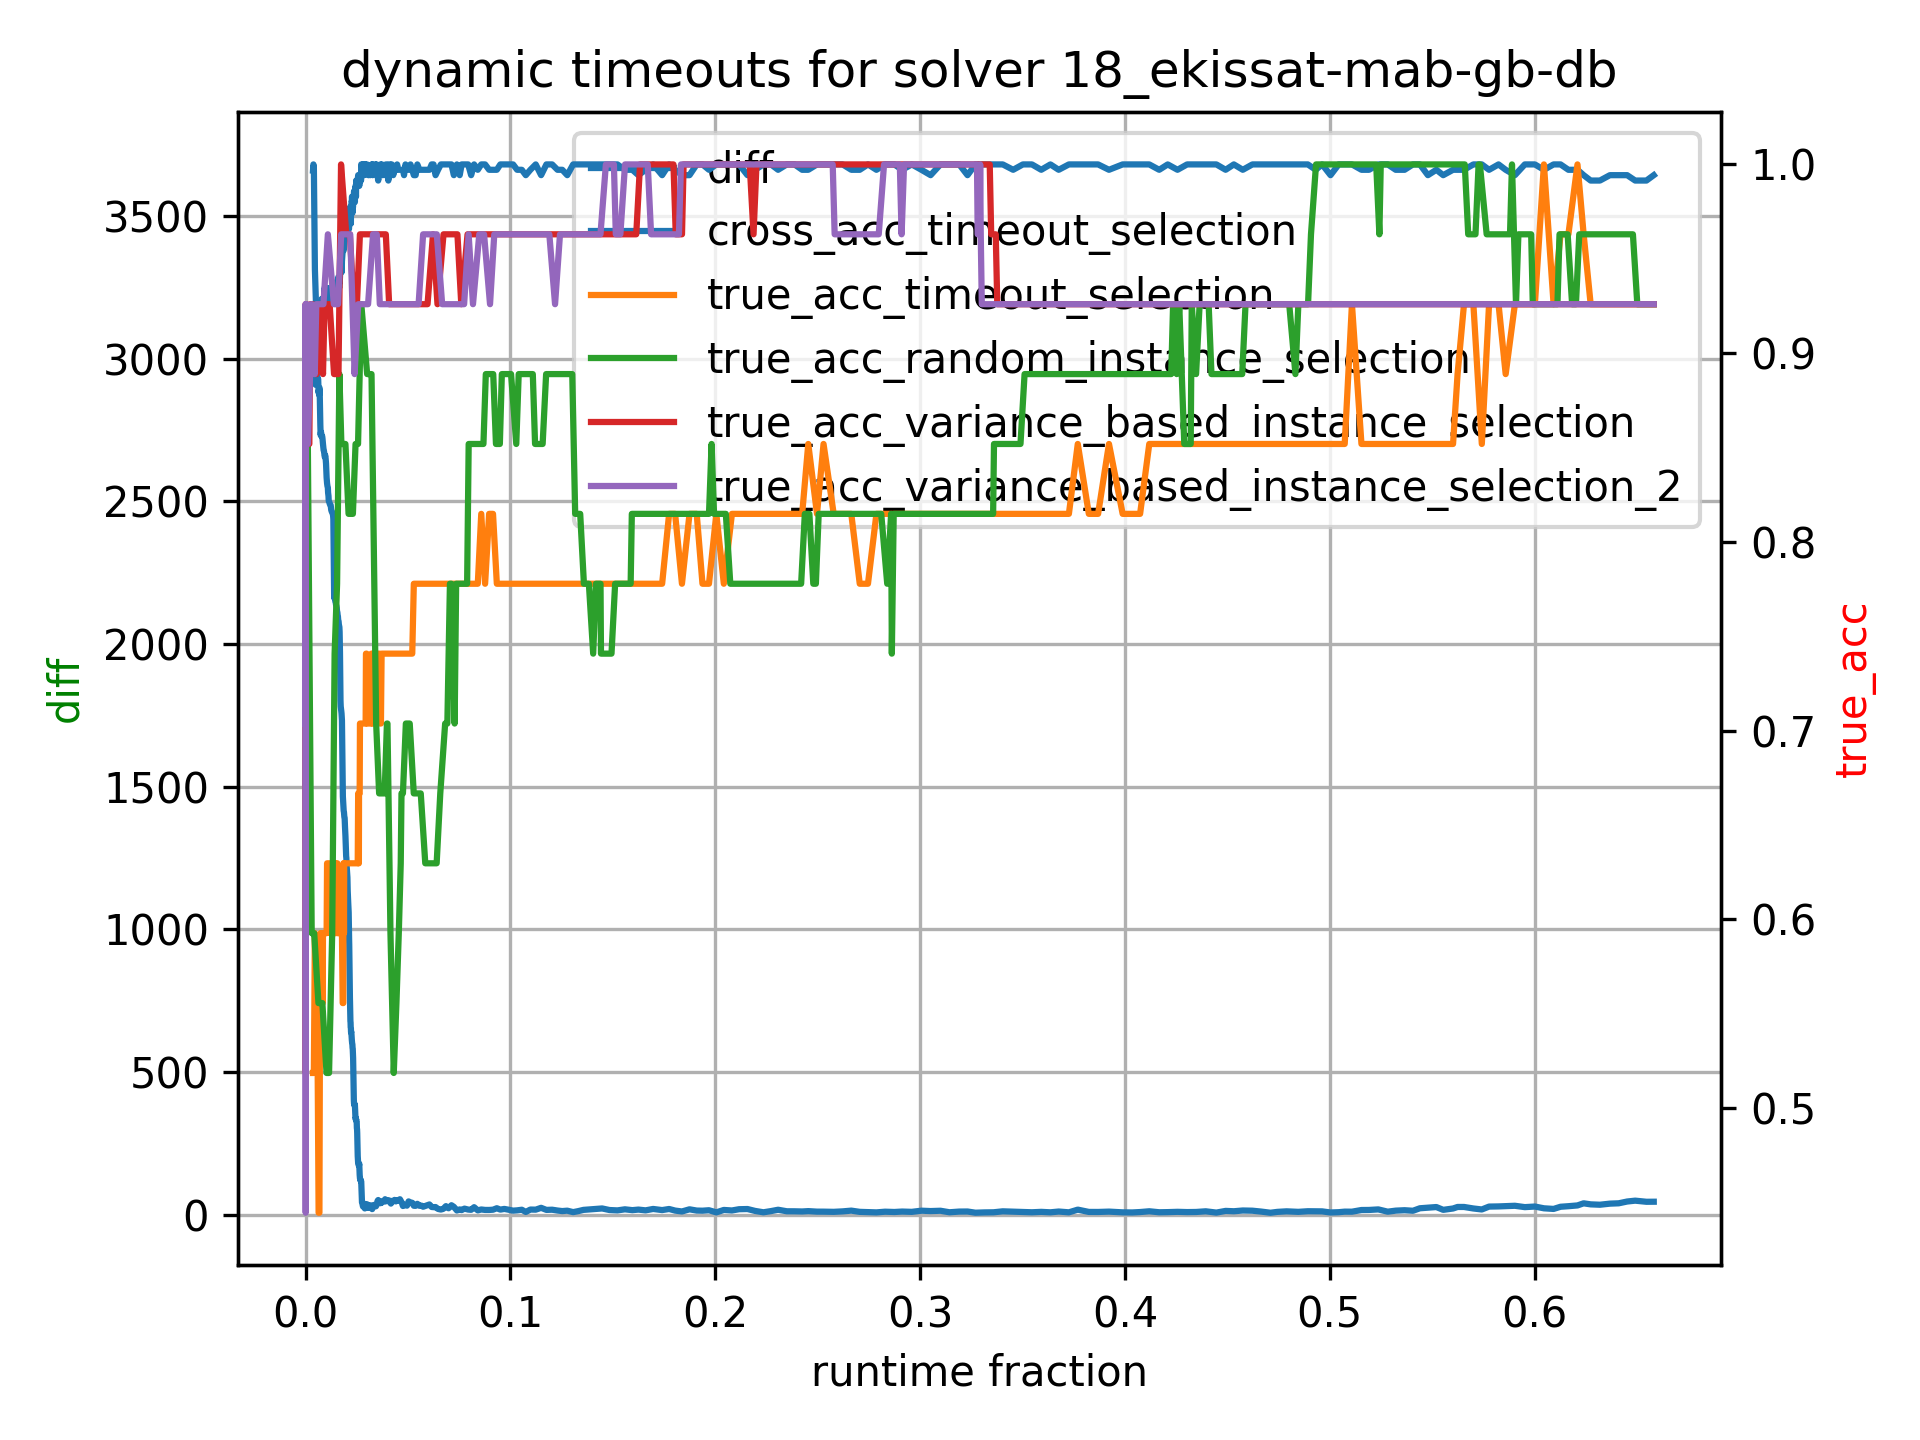 dynamic timeouts for solver 18_ekissat-mab-gb-db
diff
cross_acc_timeout_selection
true_acc_timeout_selection
true_acc_random_instance_selection
true_acc_variance_based_instance_selection
true_acc_variance_based_instance_selection_2
3500
3000
2500
2000
1500
1000
500
0
diff
1.0
0.9
0.8
0.7
0.6
0.5
true_acc
0.0 0.1 0.2 0.3 0.4 0.5 0.6
runtime fraction